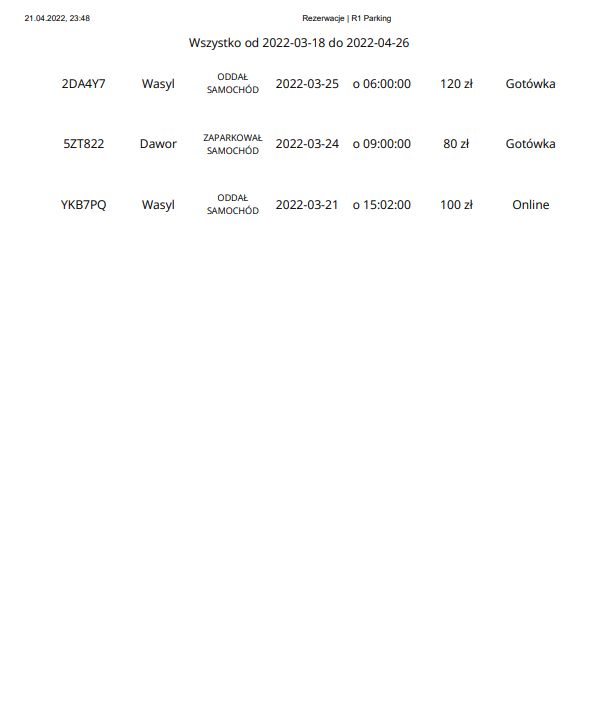 21.04.2022, 23:48 Rezerwacje | R1 Parking
Wszystko od 2022-03-18 do 2022-04-26
2DA4Y7 Wasyl ODDAŁ SAMOCHÓD 2022-03-25 o 06:00:00 120 zł Gotówka
5ZT822 Dawor ZAPARKOWAŁ SAMOCHÓD 2022-03-24 o 09:00:00 80 zł Gotówka
YKB7PQ Wasyl ODDAŁ SAMOCHÓD 2022-03-21 o 15:02:00 100 zł Online